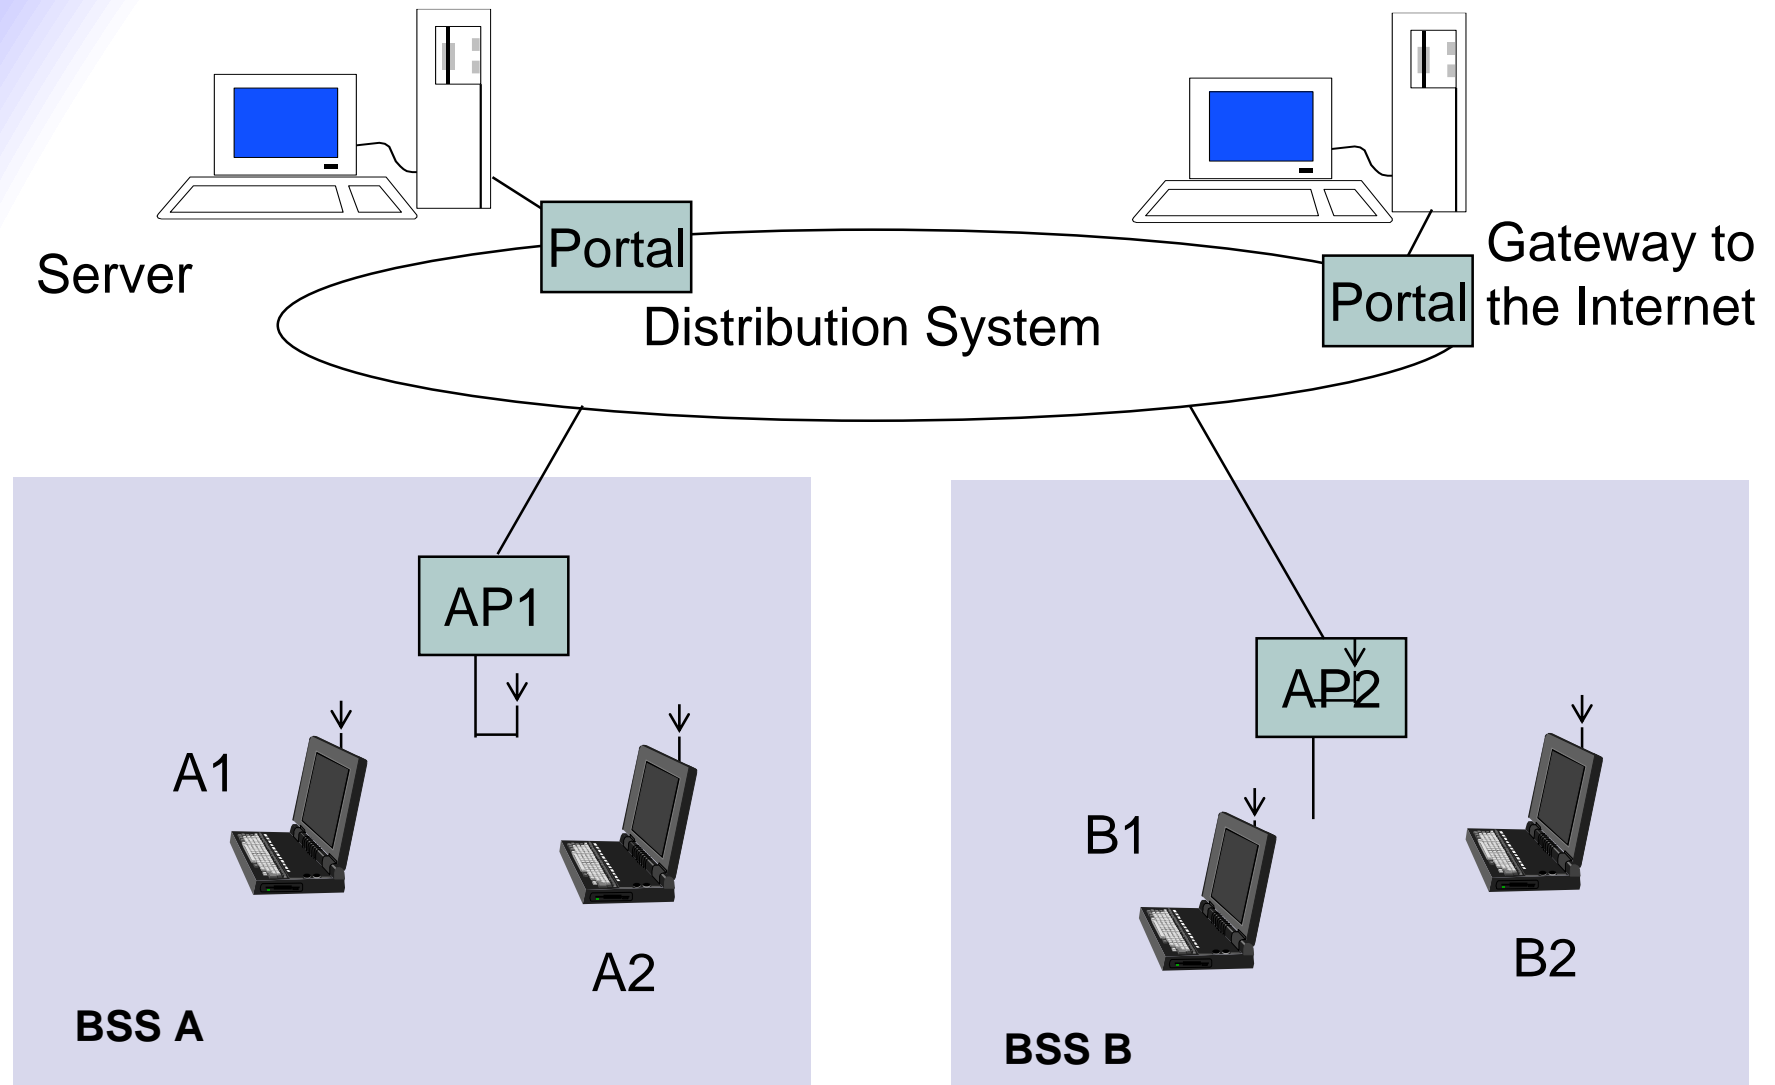 Portal
Server
Gateway to
the Internet
Portal
Distribution System
AP1
AP2
A1
B1
A2
B2
BSS A
BSS B